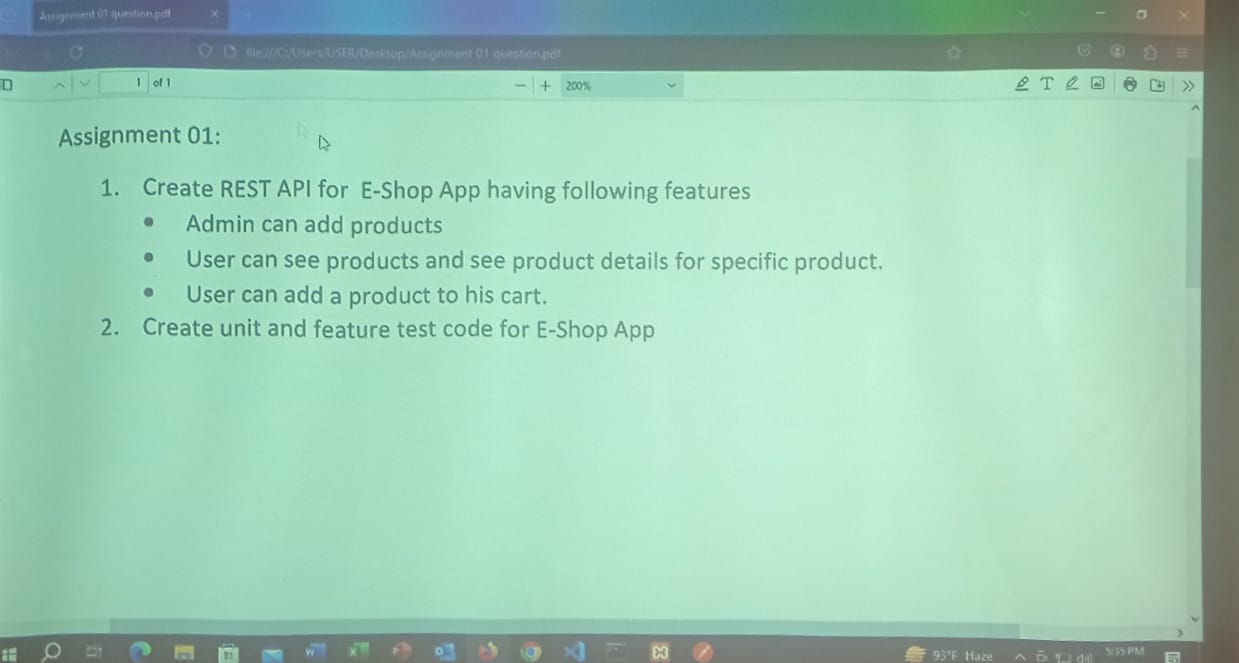 Assignment 01 question.pdf
file:///C:/Users/USER/Desktop/Assignment 01 question.pdf
1 of 1
200%
Assignment 01:
1. Create REST API for E-Shop App having following features
• Admin can add products
• User can see products and see product details for specific product.
• User can add a product to his cart.
2. Create unit and feature test code for E-Shop App
93°F Haze
5:35 PM